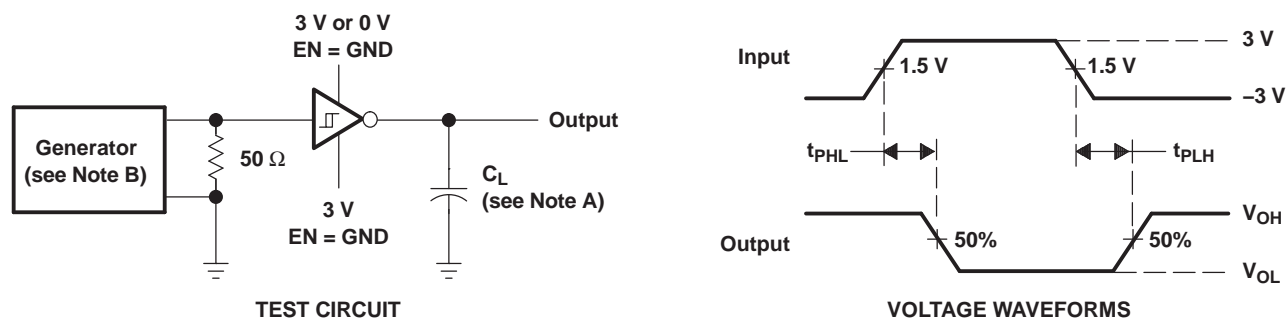 3 V or 0 V
EN = GND
Generator
(see Note B)
50 Ω
Output
C_L
(see Note A)
3 V
EN = GND
TEST CIRCUIT
Input
3 V
1.5 V
1.5 V
–3 V
t_PHL
t_PLH
V_OH
Output
50%
50%
V_OL
VOLTAGE WAVEFORMS